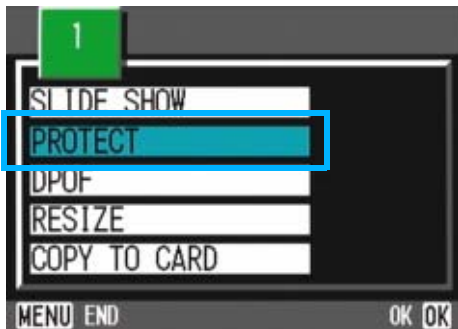 1
SLIDE SHOW
PROTECT
DPOF
RESIZE
COPY TO CARD
MENU END OK OK